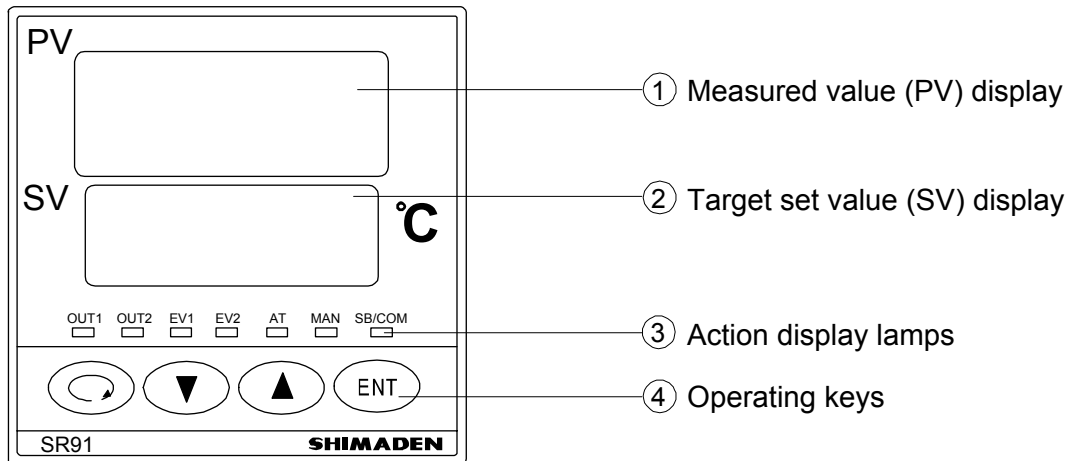 PV
① Measured value (PV) display
SV
② Target set value (SV) display
°C
OUT1 OUT2 EV1 EV2 AT MAN SB/COM
③ Action display lamps
ENT
④ Operating keys
SR91 SHIMADEN